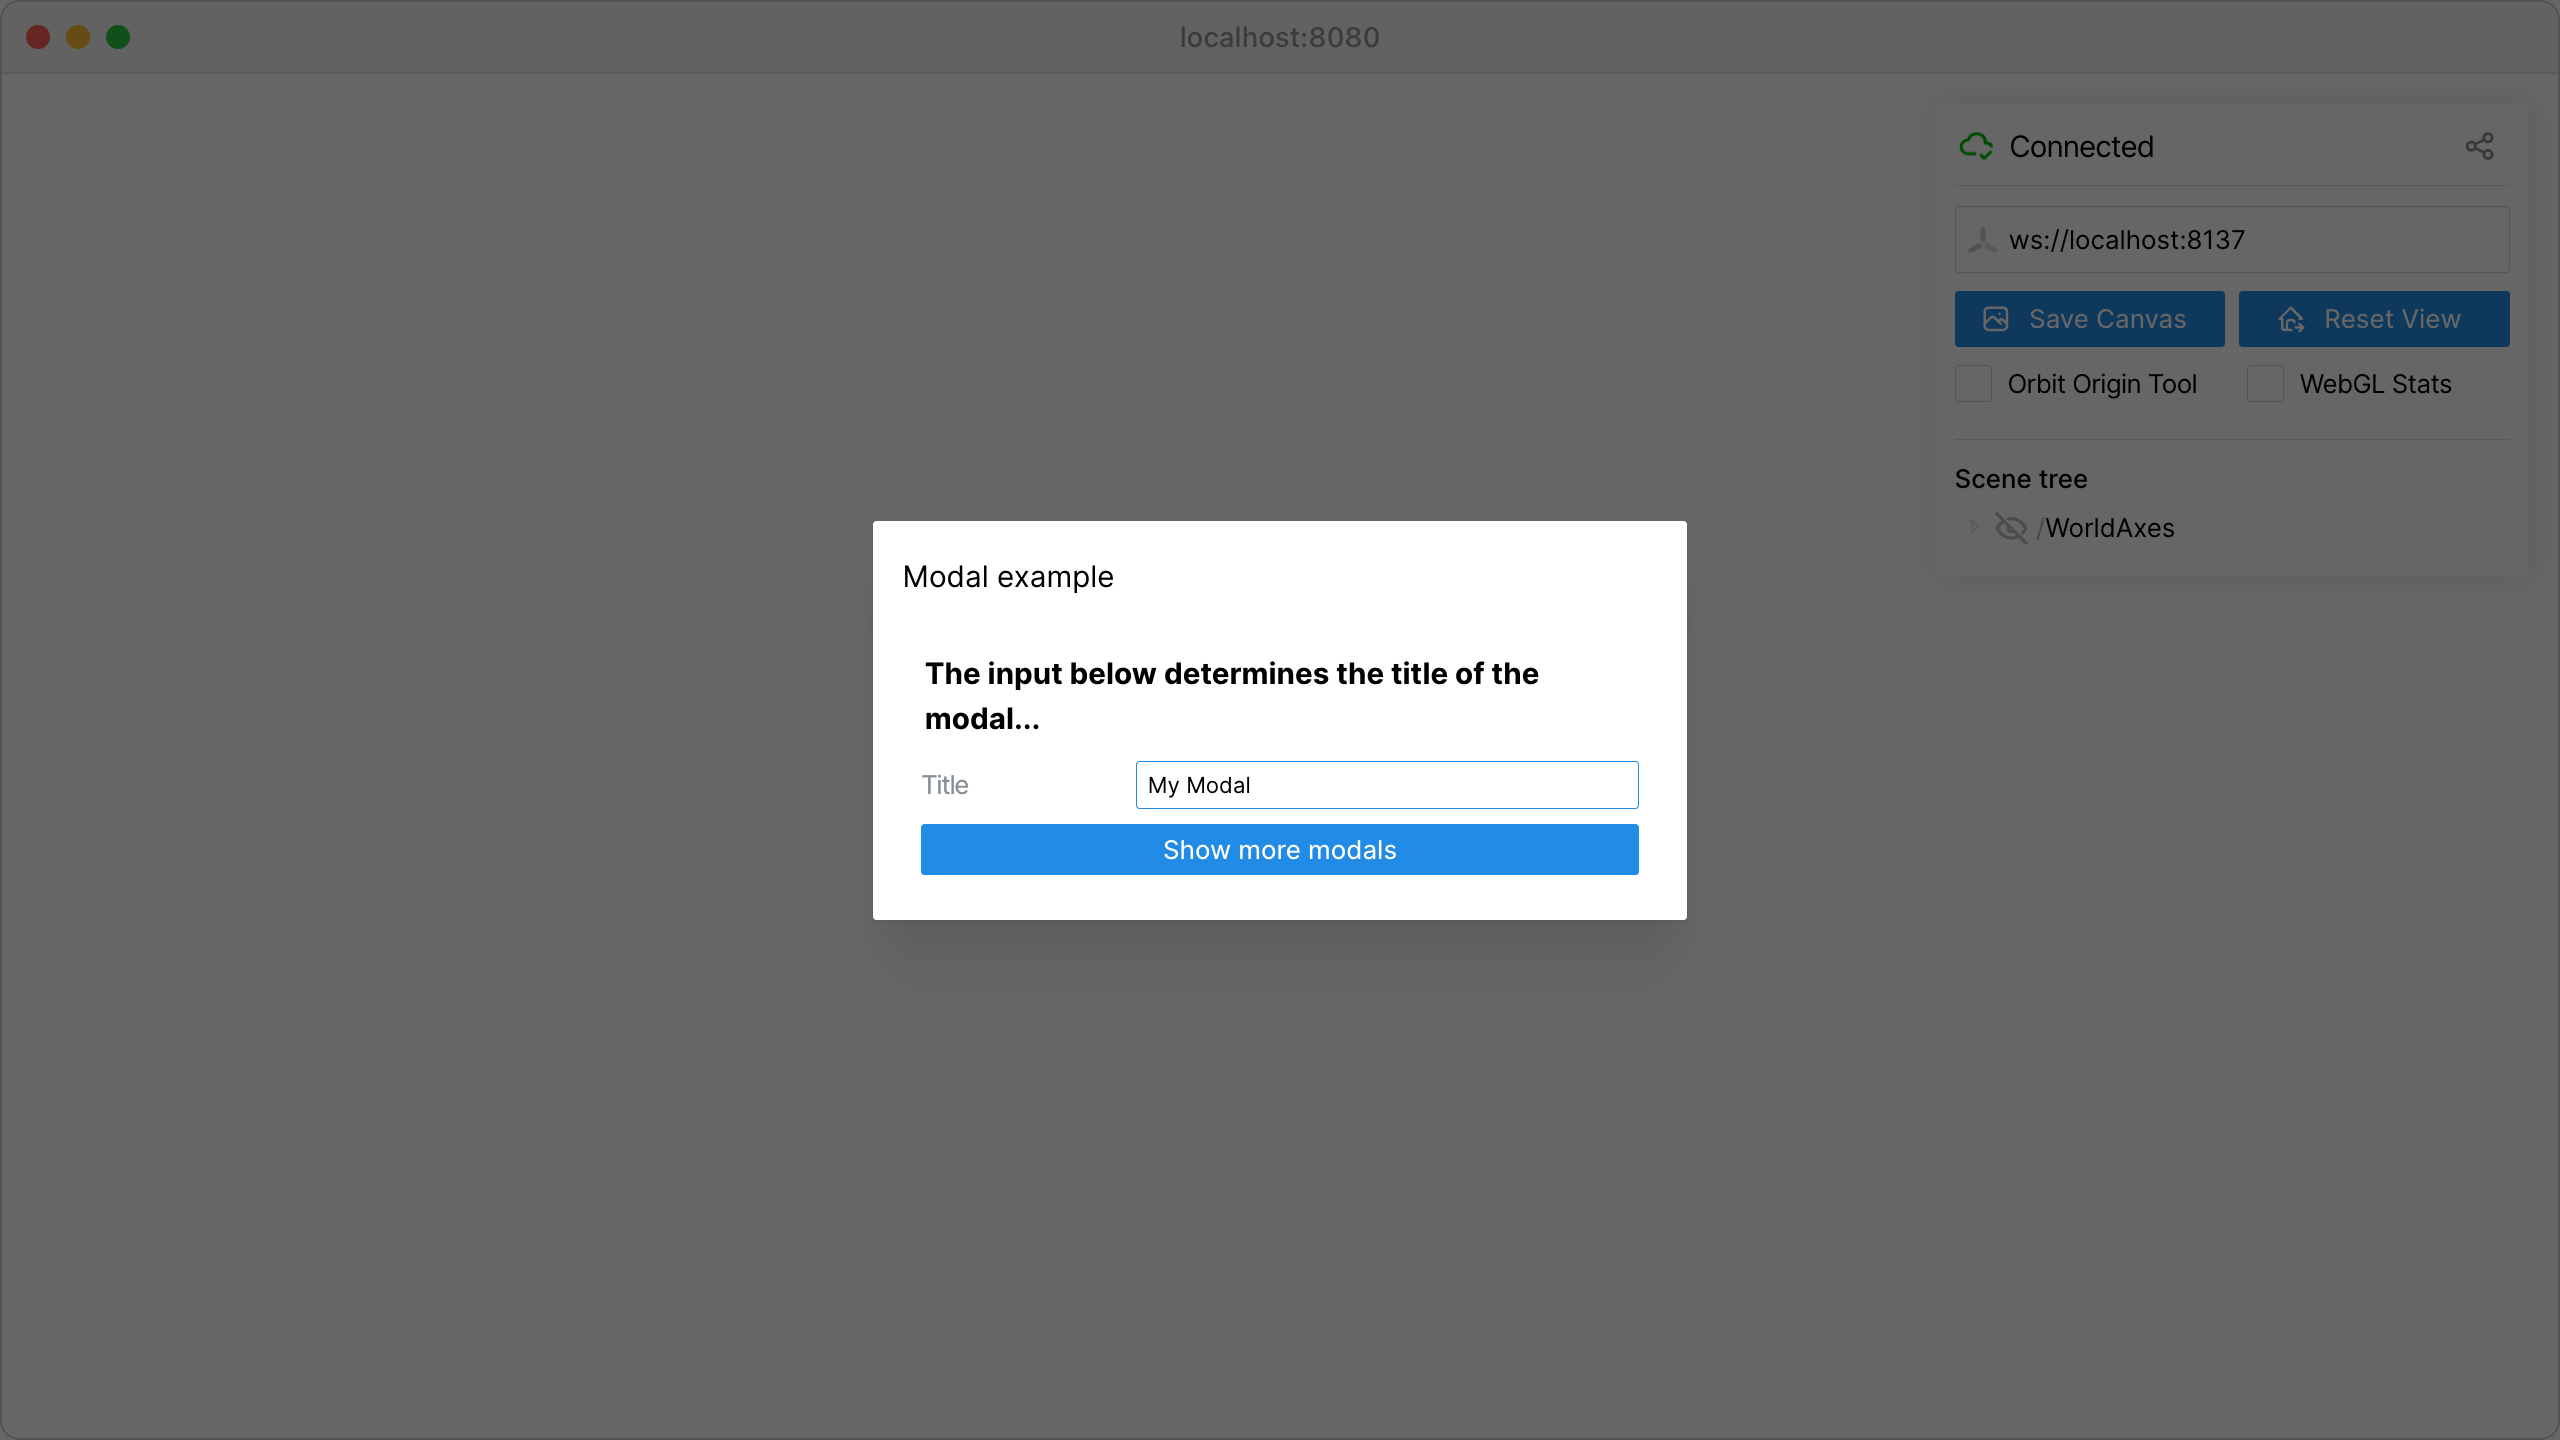 localhost:8080
Connected
ws://localhost:8137
Save Canvas
Reset View
Orbit Origin Tool
WebGL Stats
Scene tree
/WorldAxes
Modal example
The input below determines the title of the
modal...
Title
My Modal
Show more modals